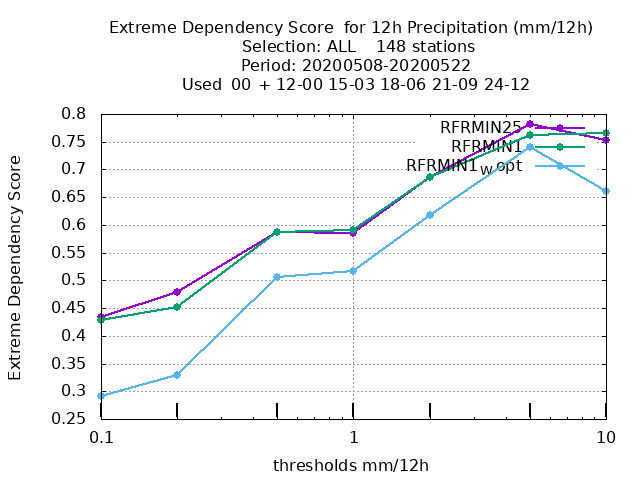 Extreme Dependency Score  for 12h Precipitation (mm/12h)
Selection: ALL    148 stations
Period: 20200508-20200522
Used  00 + 12-00 15-03 18-06 21-09 24-12
RFRMIN25
RFRMIN1
RFRMIN1wopt
Extreme Dependency Score
0.8
0.75
0.7
0.65
0.6
0.55
0.5
0.45
0.4
0.35
0.3
0.25
0.1 1 10
thresholds mm/12h